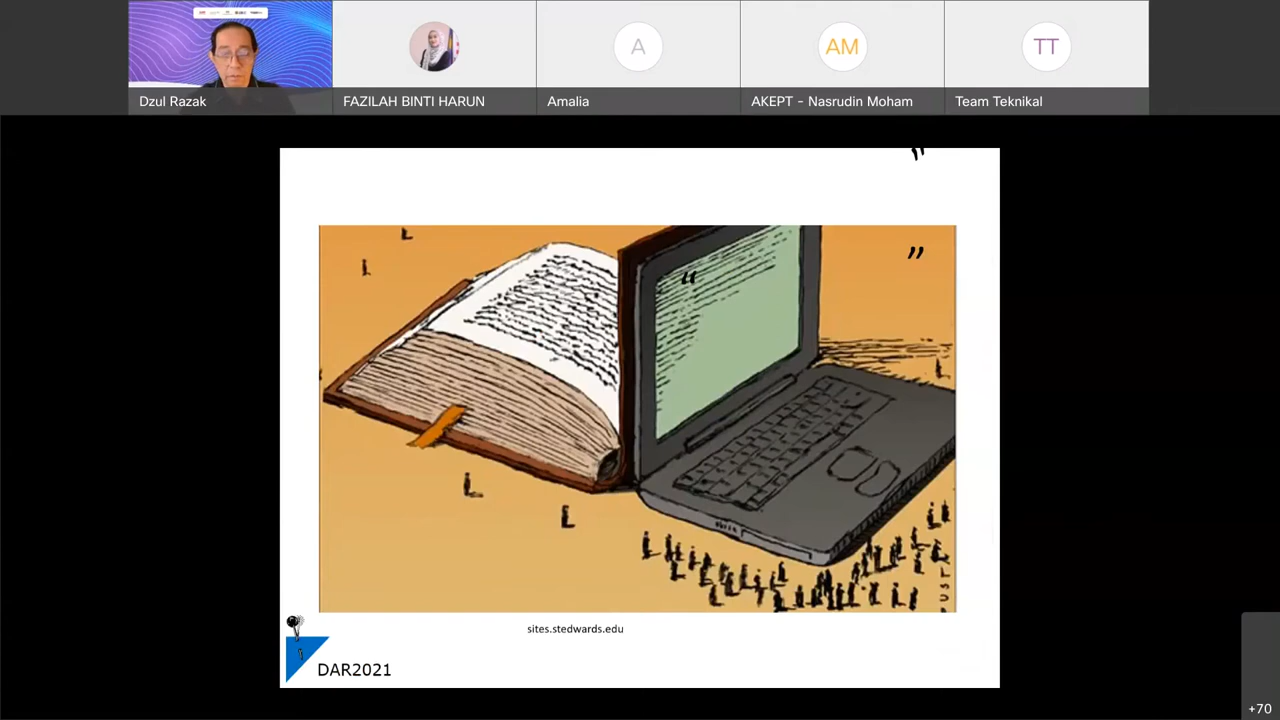 Dzul Razak
FAZILAH BINTI HARUN
A
Amalia
AM
AKEPT - Nasrudin Moham
TT
Team Teknikal
”
”
“
sites.stedwards.edu
DAR2021
+70